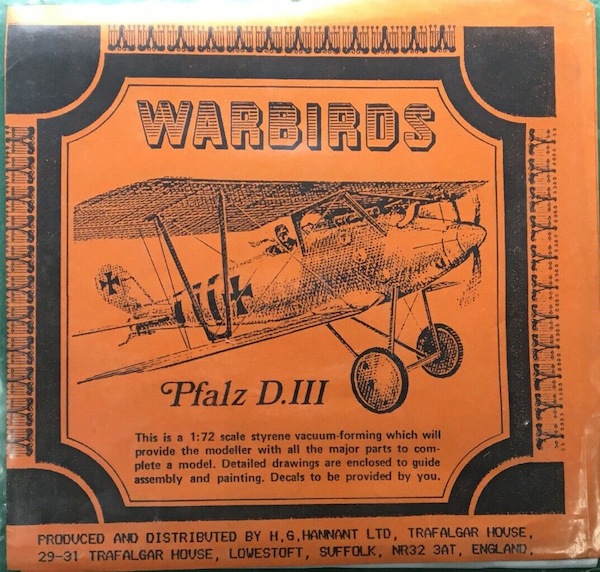 WARBIRDS
Pfalz D.III
This is a 1:72 scale styrene vacuum-forming which will
provide the modeller with all the major parts to com-
plete a model. Detailed drawings are enclosed to guide
assembly and painting. Decals to be provided by you.
PRODUCED AND DISTRIBUTED BY H.G.HANNANT LTD, TRAFALGAR HOUSE,
29-31 TRAFALGAR HOUSE, LOWESTOFT, SUFFOLK, NR32 3AT, ENGLAND.